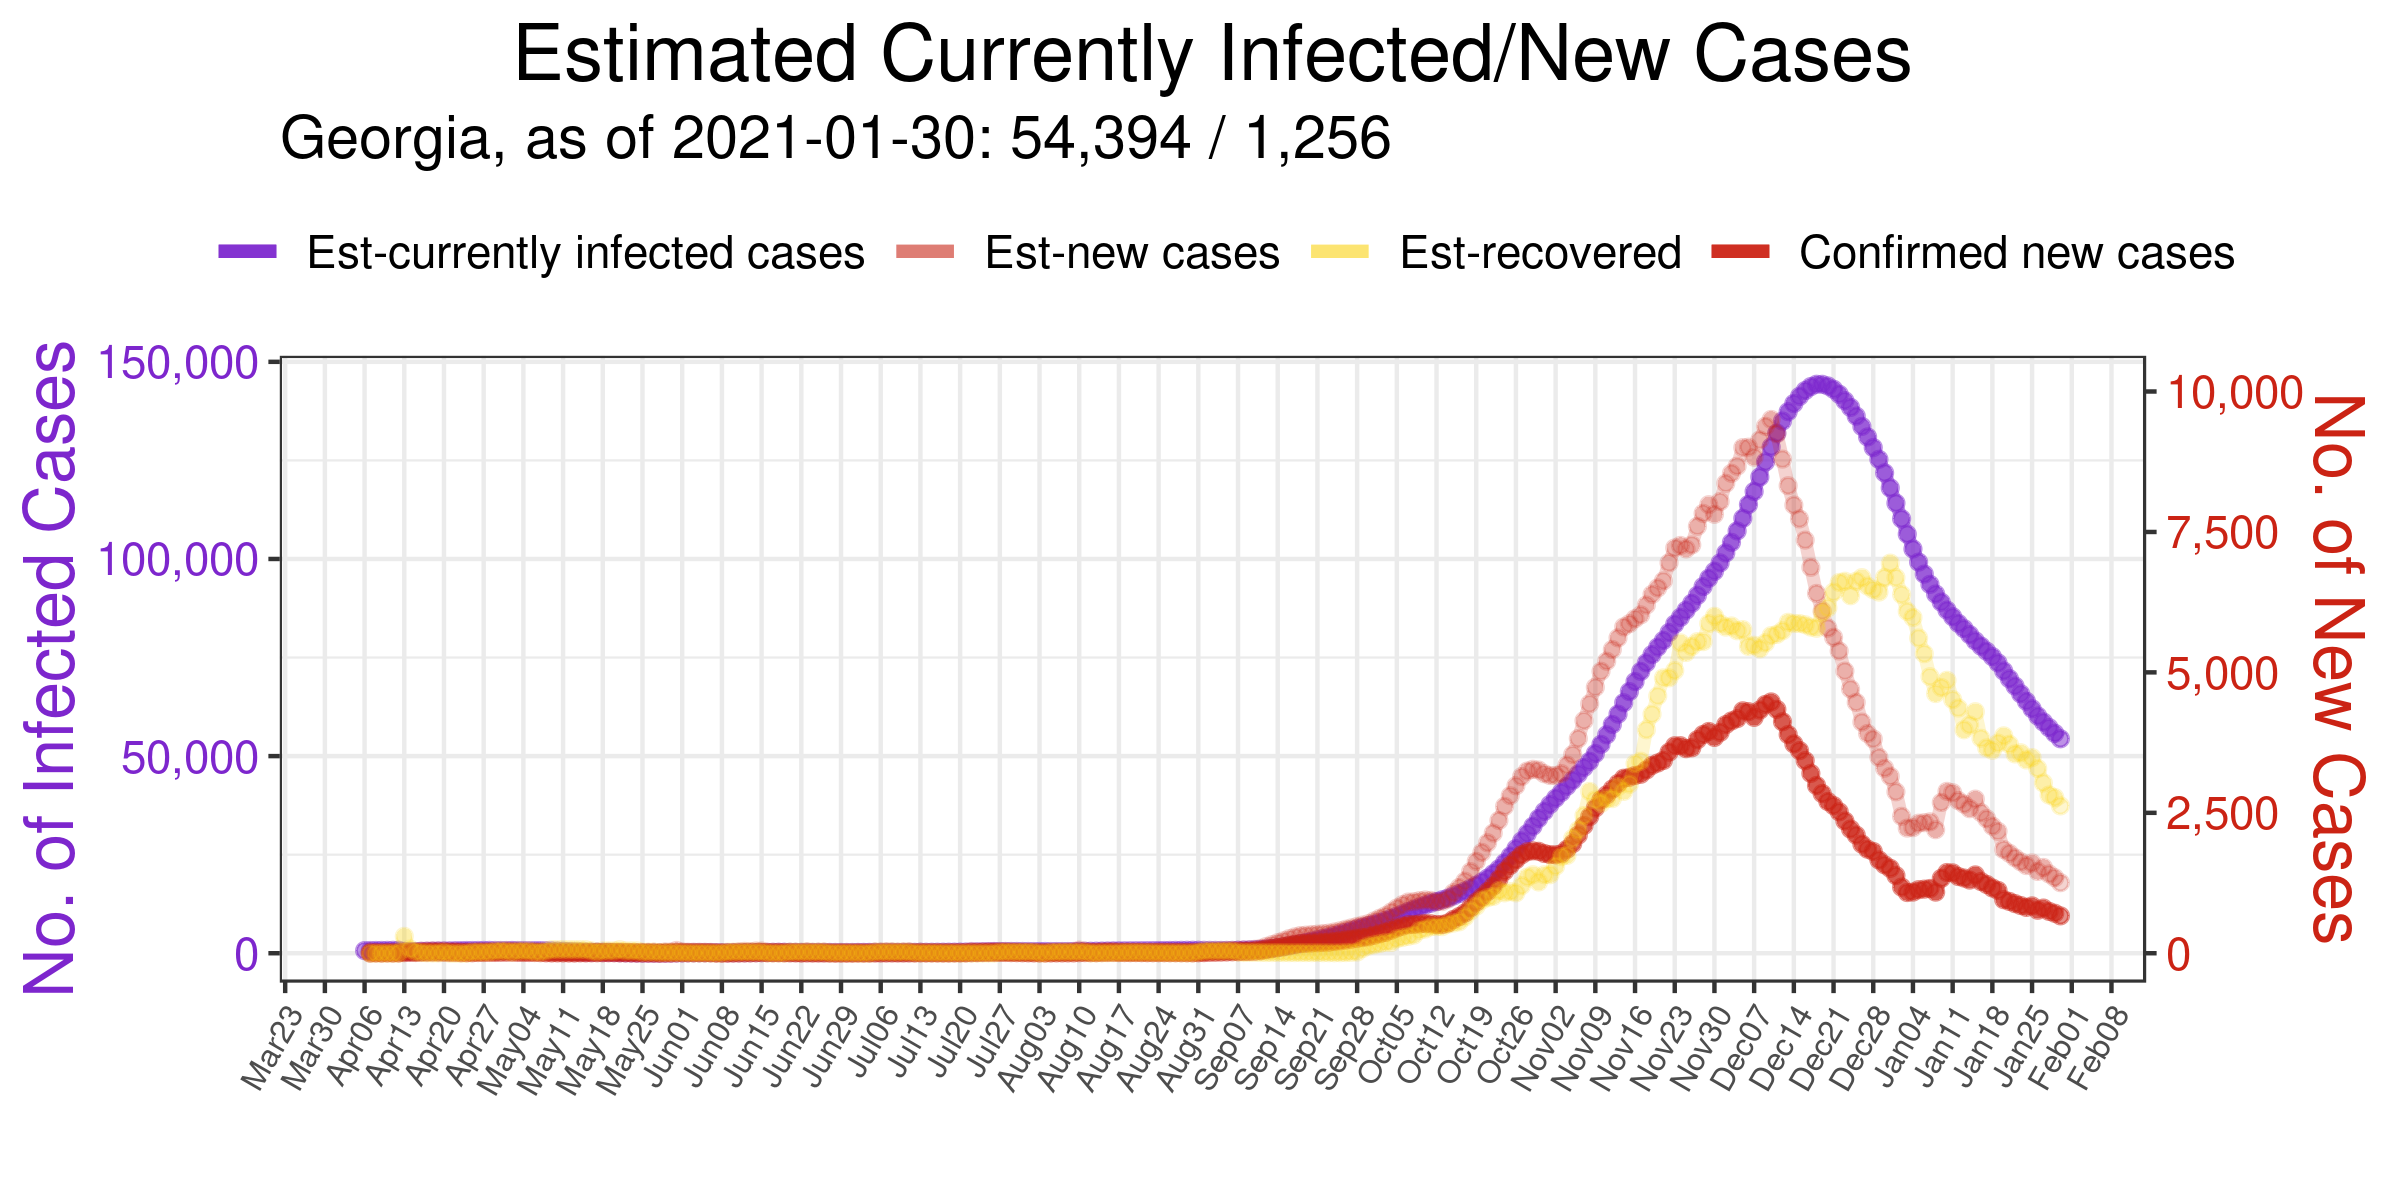 Estimated Currently Infected/New Cases
Georgia, as of 2021-01-30: 54,394 / 1,256
Est-currently infected cases Est-new cases Est-recovered Confirmed new cases
No. of Infected Cases
150,000
100,000
50,000
0
10,000
7,500
5,000
2,500
0
No. of New Cases
Mar23 Mar30 Apr06 Apr13 Apr20 Apr27 May04 May11 May18 May25 Jun01 Jun08 Jun15 Jun22 Jun29 Jul06 Jul13 Jul20 Jul27 Aug03 Aug10 Aug17 Aug24 Aug31 Sep07 Sep14 Sep21 Sep28 Oct05 Oct12 Oct19 Oct26 Nov02 Nov09 Nov16 Nov23 Nov30 Dec07 Dec14 Dec21 Dec28 Jan04 Jan11 Jan18 Jan25 Feb01 Feb08